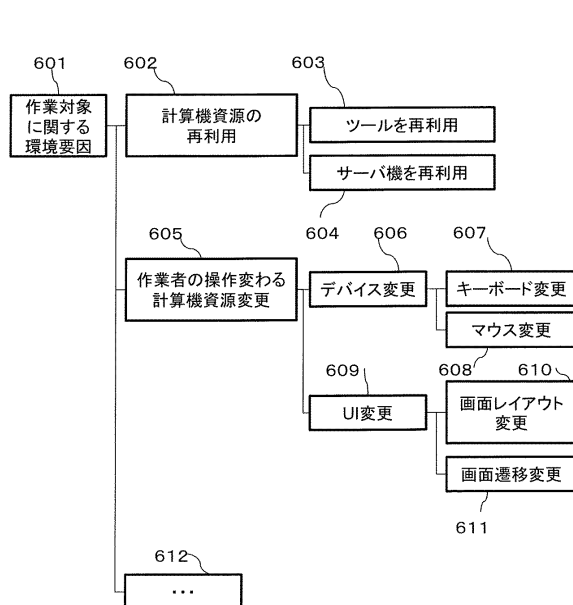 601
602
603
作業対象
に関する
環境要因
計算機資源の
再利用
ツールを再利用
サーバ機を再利用
604
605
606
607
作業者の操作変わる
計算機資源変更
デバイス変更
キーボード変更
マウス変更
608
609
610
UI変更
画面レイアウト
変更
画面遷移変更
611
612
･･･